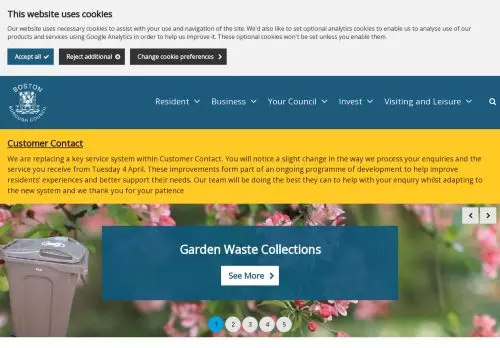 This website uses cookies
Our website uses necessary cookies to assist with your use and navigation of the site. We'd also like to set optional analytics cookies to enable us to analyse use of our
products and services using Google Analytics in order to help us improve it. These optional cookies won't be set unless you enable them.
Accept all
Reject additional
Change cookie preferences
BOSTON
BOROUGH COUNCIL
Resident
Business
Your Council
Invest
Visiting and Leisure
Customer Contact
We are replacing a key service system within Customer Contact. You will notice a slight change in the way we process your enquiries and the
service you receive from Tuesday 4 April. These improvements form part of an ongoing programme of development to help improve
residents' experiences and better support their needs. Our team will be doing the best they can to help with your enquiry whilst adapting to
the new system and we thank you for your patience
Garden Waste Collections
See More
1 2 3 4 5